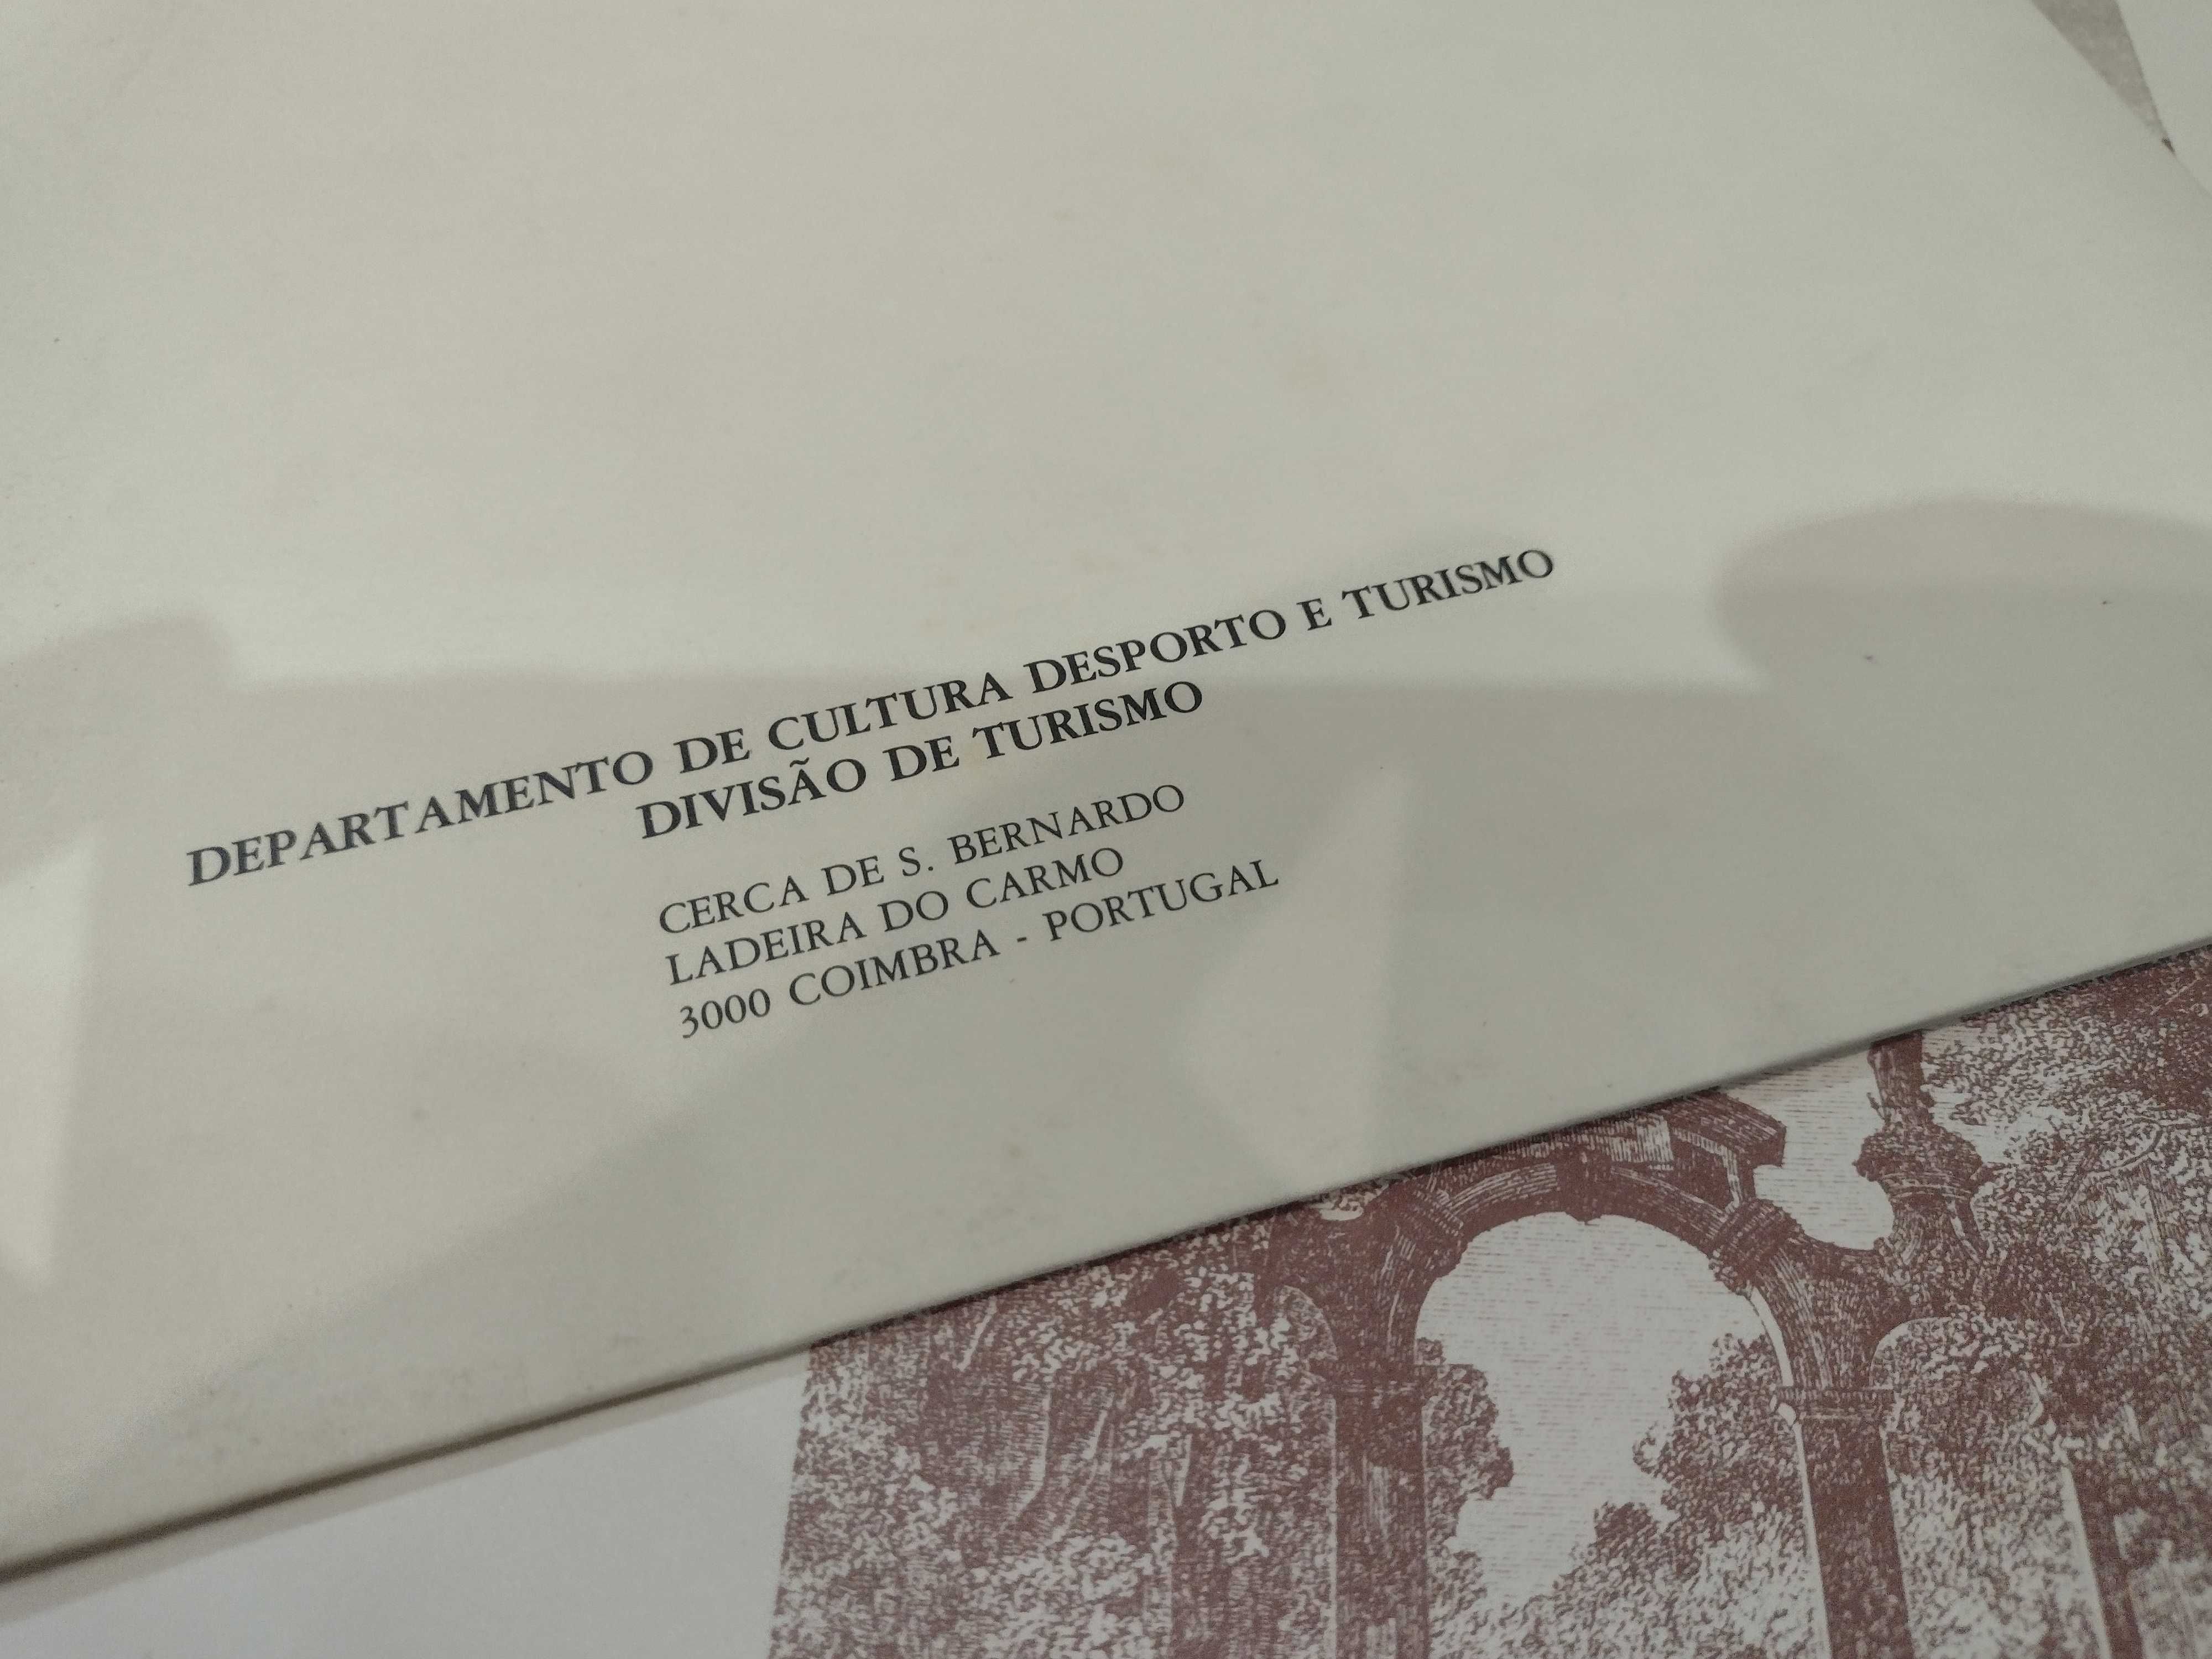 DEPARTAMENTO DE CULTURA DESPORTO E TURISMO
DIVISÃO DE TURISMO
CERCA DE S. BERNARDO
LADEIRA DO CARMO
3000 COIMBRA - PORTUGAL